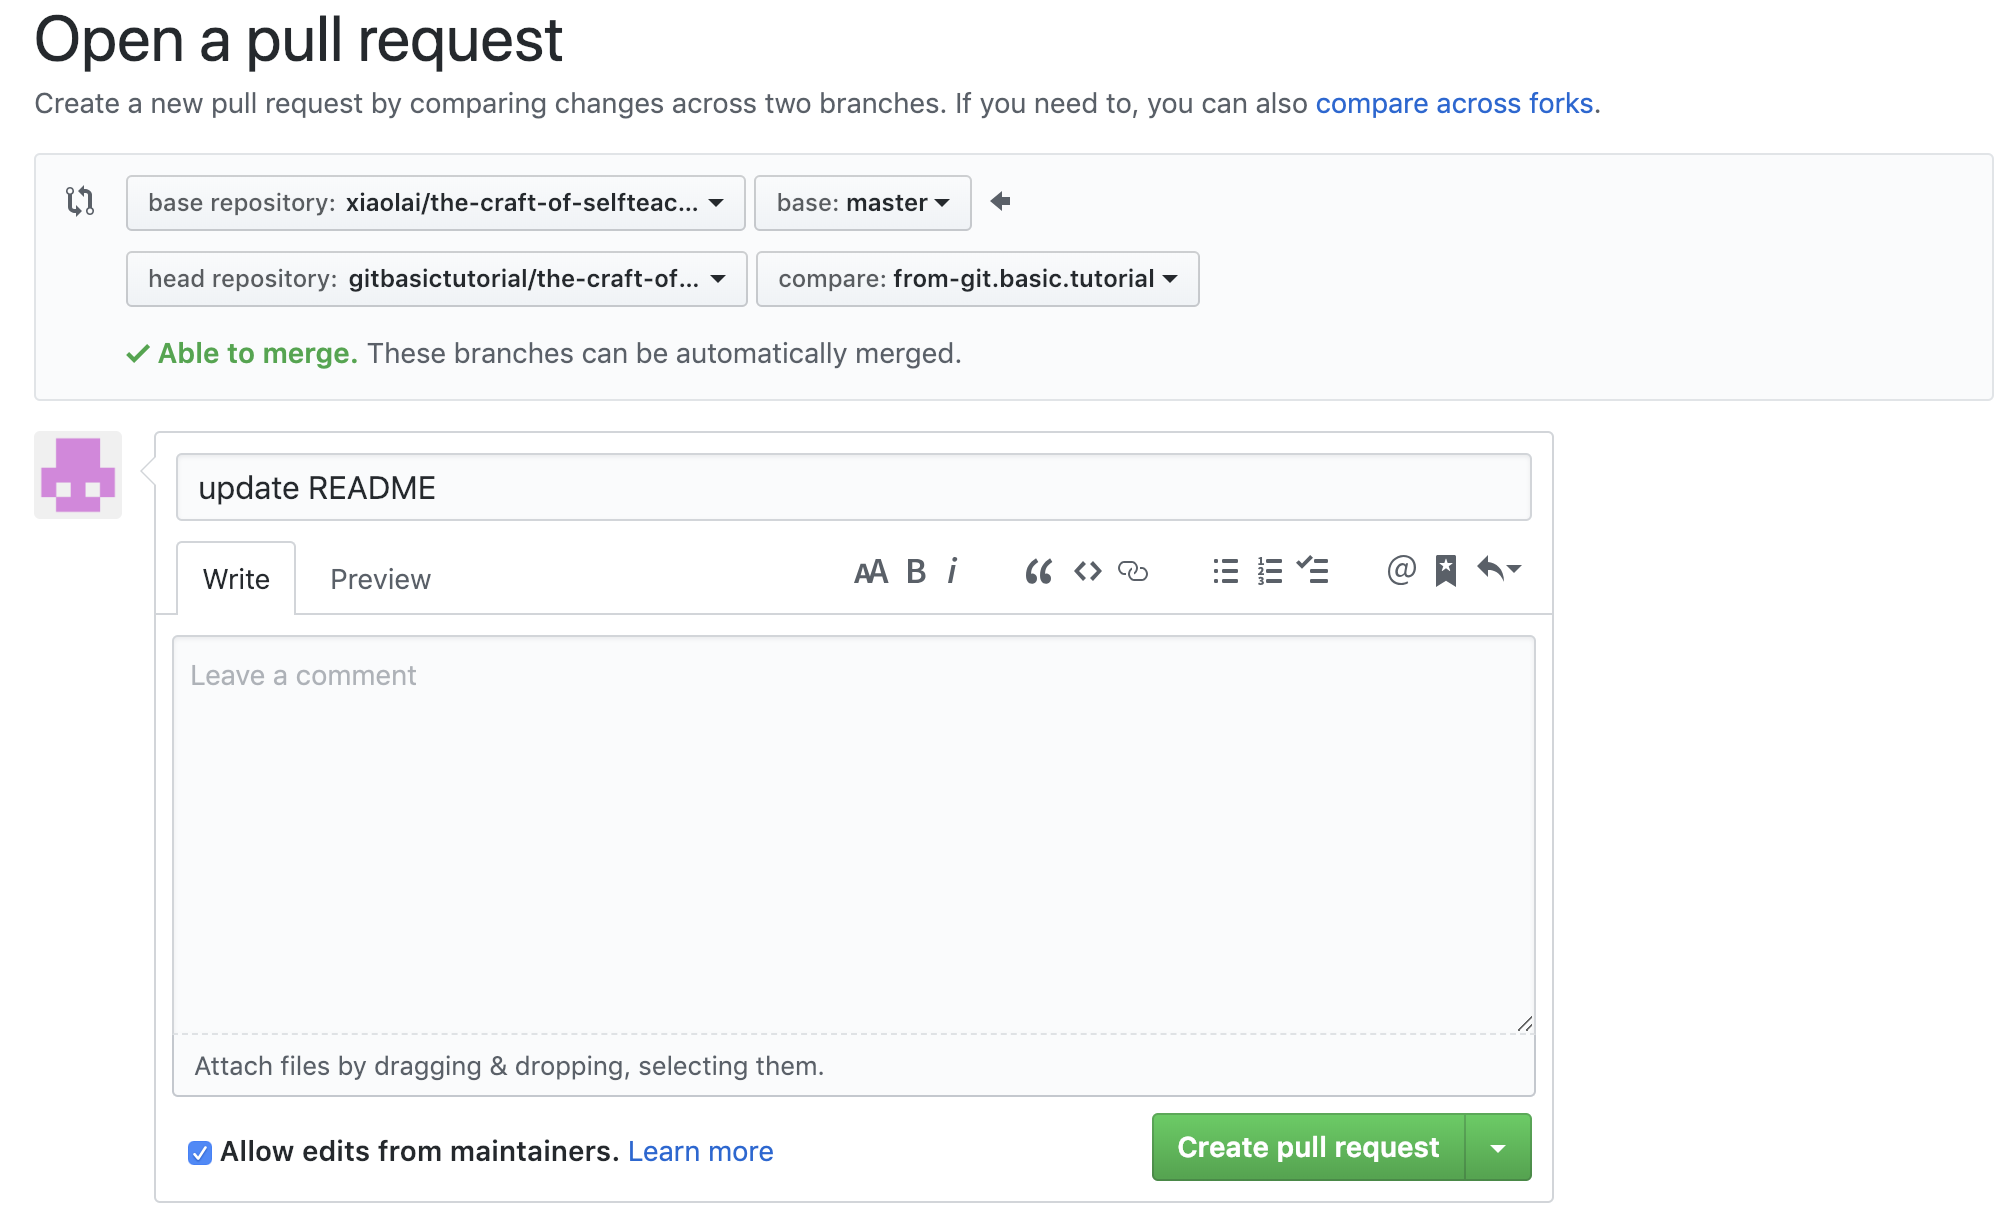 Open a pull request
Create a new pull request by comparing changes across two branches. If you need to, you can also compare across forks.
base repository: xiaolai/the-craft-of-selfteac... base: master
head repository: gitbasictutorial/the-craft-of... compare: from-git.basic.tutorial
Able to merge. These branches can be automatically merged.
update README
Write Preview AA B i “ <> @
Leave a comment
Attach files by dragging & dropping, selecting them.
Allow edits from maintainers. Learn more Create pull request